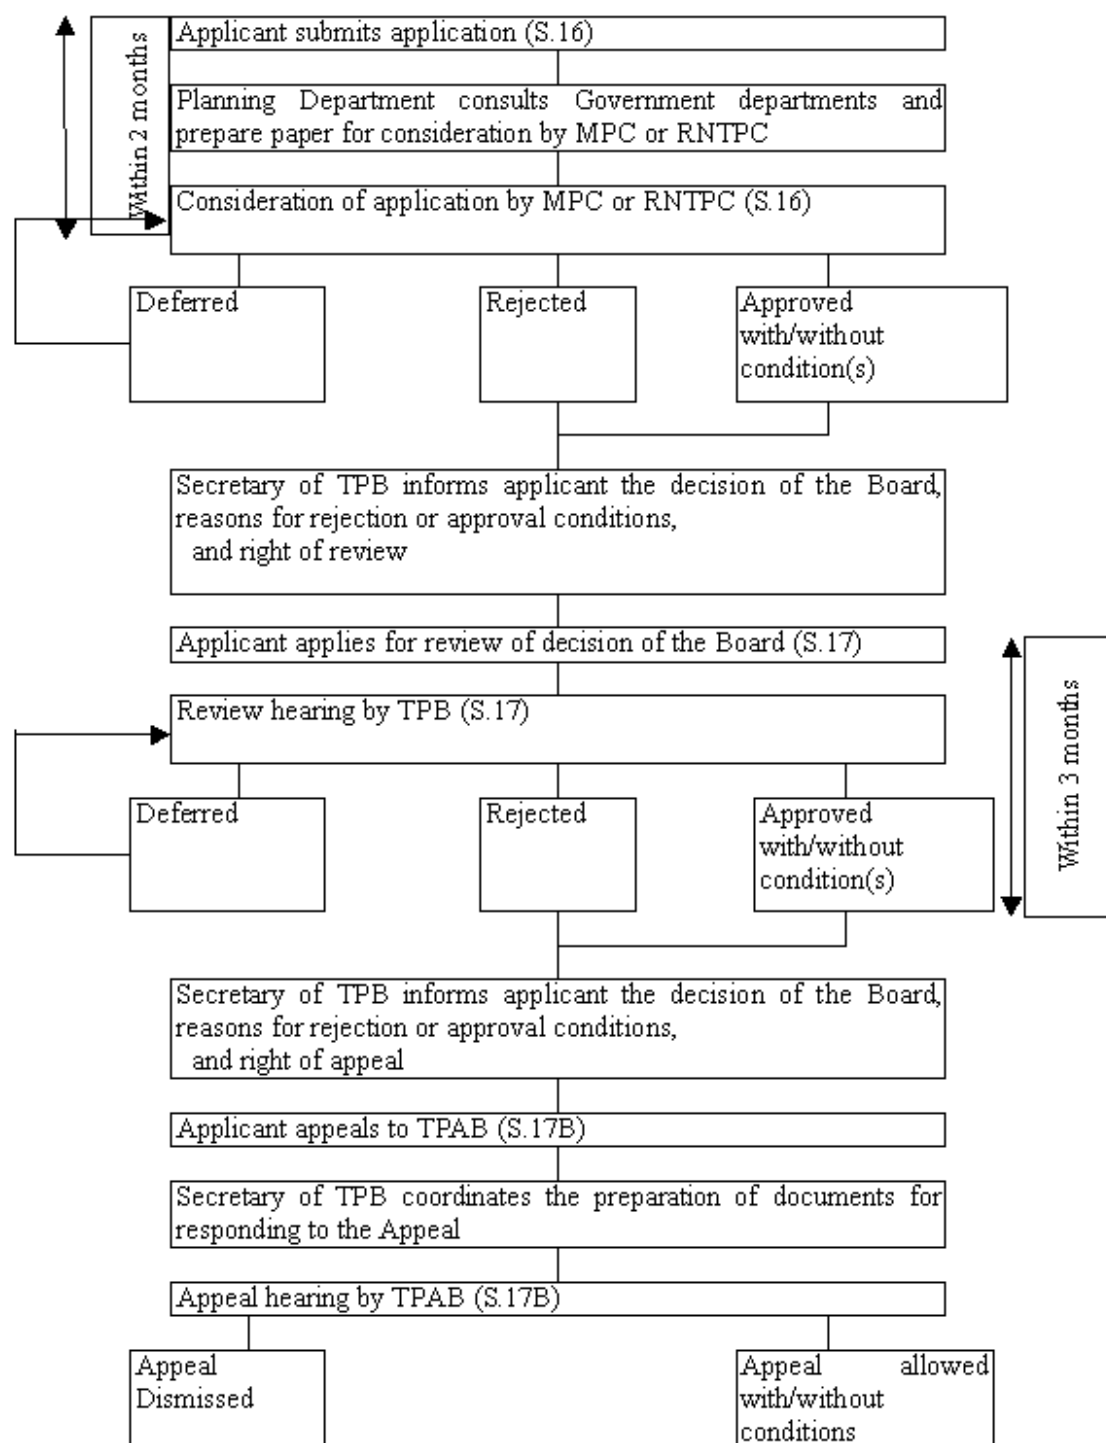 Applicant submits application (S.16)
Within 2 months
Planning Department consults Government departments and
prepare paper for consideration by MPC or RNTPC
Consideration of application by MPC or RNTPC (S.16)
Deferred
Rejected
Approved
with/without
condition(s)
Secretary of TPB informs applicant the decision of the Board,
reasons for rejection or approval conditions,
and right of review
Applicant applies for review of decision of the Board (S.17)
Review hearing by TPB (S.17)
Within 3 months
Deferred
Rejected
Approved
with/without
condition(s)
Secretary of TPB informs applicant the decision of the Board,
reasons for rejection or approval conditions,
and right of appeal
Applicant appeals to TPAB (S.17B)
Secretary of TPB coordinates the preparation of documents for
responding to the Appeal
Appeal hearing by TPAB (S.17B)
Appeal
Dismissed
Appeal allowed
with/without
conditions